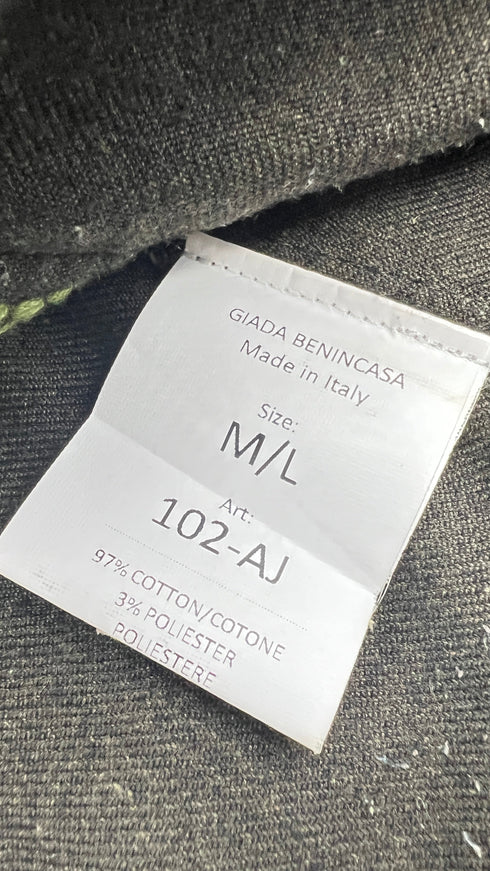 GIADA BENINCASA
Made in Italy
Size:
M/L
Art:
102-AJ
97% COTTON/COTONE
3% POLIESTER
POLIESTERE